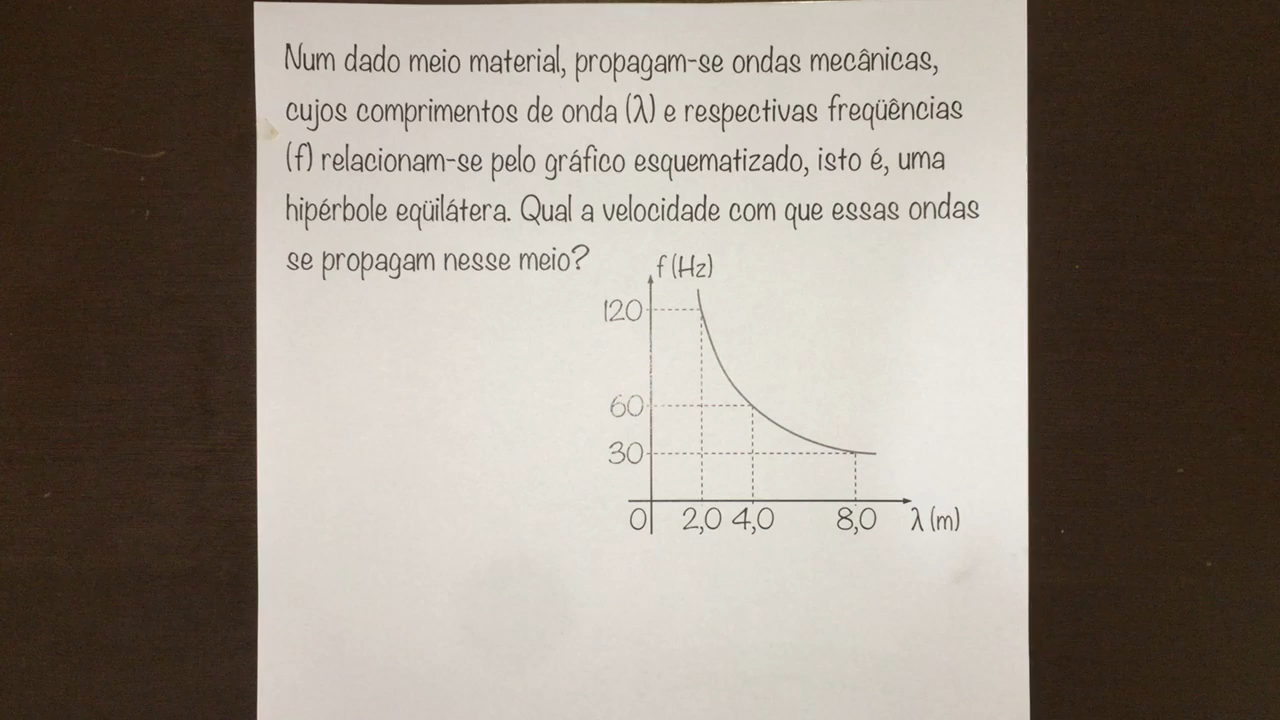 Num dado meio material, propagam-se ondas mecânicas,
cujos comprimentos de onda (λ) e respectivas freqüências
(f) relacionam-se pelo gráfico esquematizado, isto é, uma
hipérbole eqüilátera. Qual a velocidade com que essas ondas
se propagam nesse meio?
f (Hz)
120
60
30
0 2,0 4,0 8,0 λ (m)